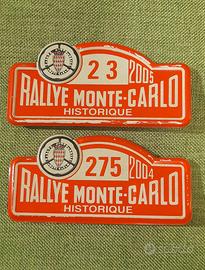 23
2005
RALLYE MONTE-CARLO
HISTORIQUE
275
2004
RALLYE MONTE-CARLO
HISTORIQUE